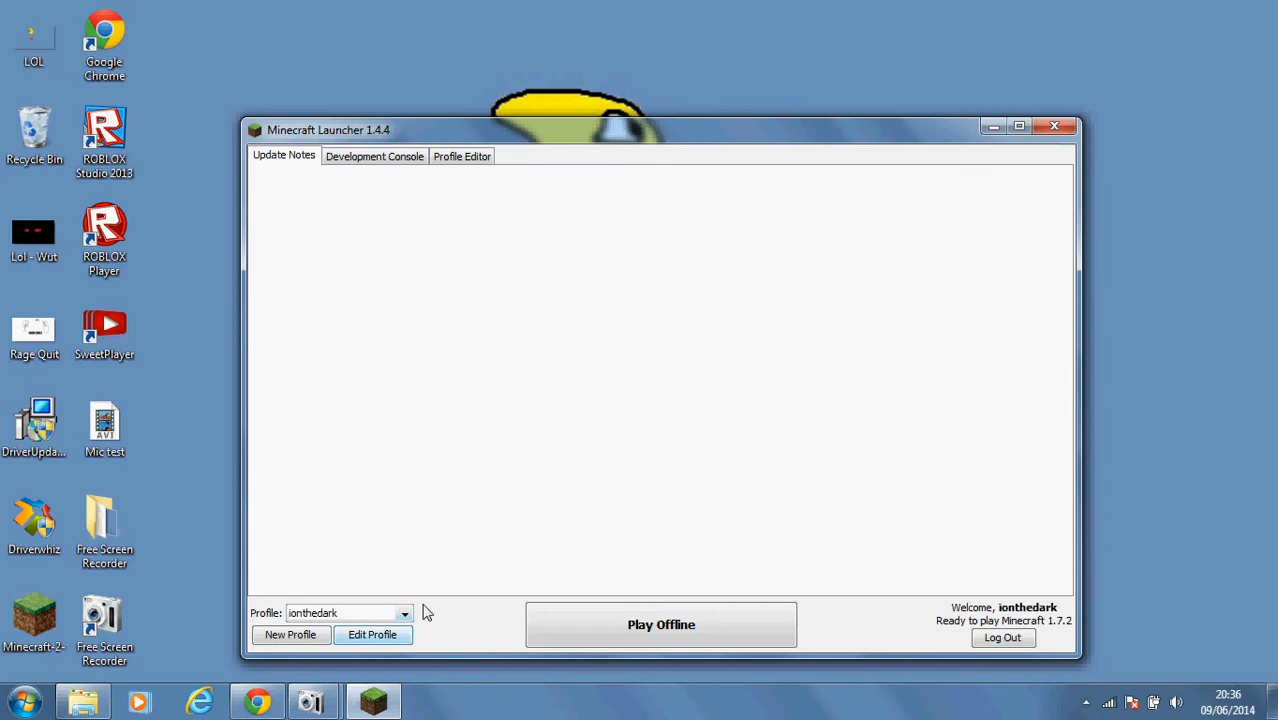 LOL
Google
Chrome
Recycle Bin
ROBLOX
Studio 2013
Lol - Wut
ROBLOX
Player
Rage Quit
SweetPlayer
DriverUpda...
AVI
Mic test
Driverwhiz
Free Screen
Recorder
Minecraft-2-
Free Screen
Recorder
Minecraft Launcher 1.4.4
Update Notes
Development Console
Profile Editor
Profile:
ionthedark
New Profile
Edit Profile
Play Offline
Welcome, ionthedark
Ready to play Minecraft 1.7.2
Log Out
20:36
09/06/2014